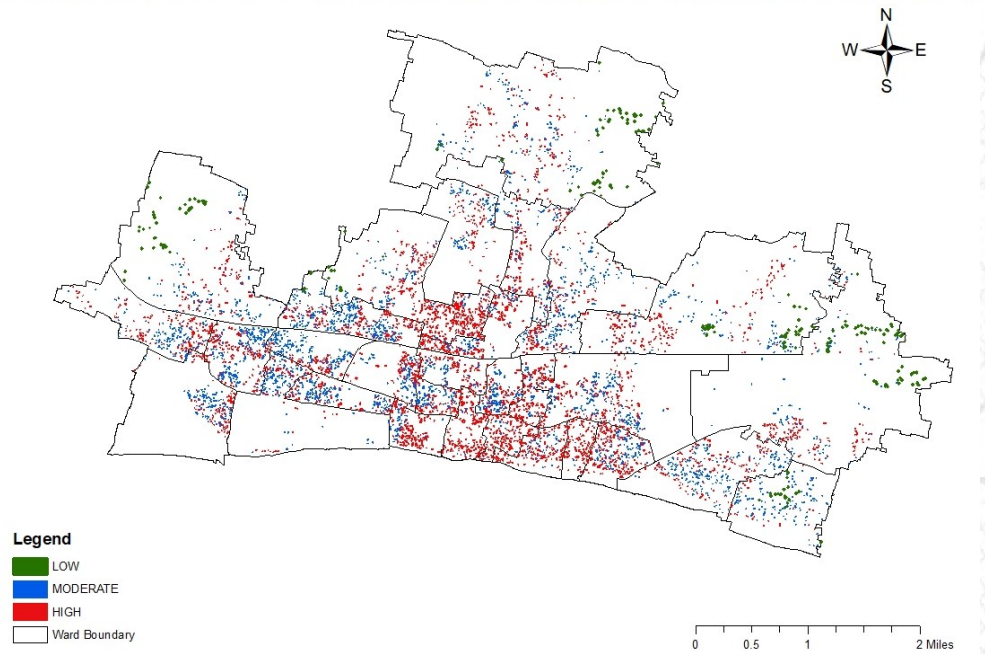 N
W E
S
Legend
LOW
MODERATE
HIGH
Ward Boundary
0 0.5 1 2 Miles